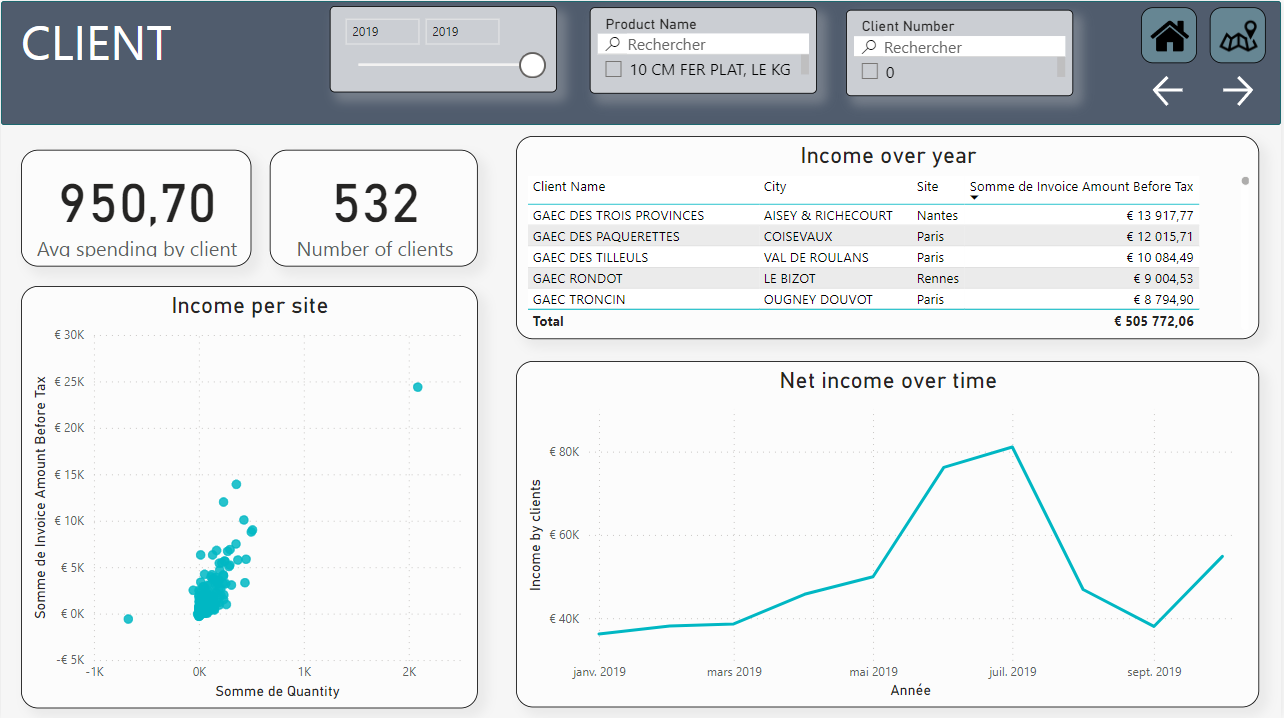 CLIENT
2019 2019
Product Name
Rechercher
10 CM FER PLAT, LE KG
Client Number
Rechercher
0
950,70
Avg spending by client
532
Number of clients
Income over year
Client Name City Site Somme de Invoice Amount Before Tax
GAEC DES TROIS PROVINCES AISEY & RICHECOURT Nantes € 13 917,77
GAEC DES PAQUERETTES COISEVAUX Paris € 12 015,71
GAEC DES TILLEULS VAL DE ROULANS Paris € 10 084,49
GAEC RONDOT LE BIZOT Rennes € 9 004,53
GAEC TRONCIN OUGNEY DOUVOT Paris € 8 794,90
Total € 505 772,06
Income per site
Somme de Invoice Amount Before Tax
€ 30K
€ 25K
€ 20K
€ 15K
€ 10K
€ 5K
€ 0K
-€ 5K
-1K 0K 1K 2K
Somme de Quantity
Net income over time
Income by clients
€ 80K
€ 60K
€ 40K
janv. 2019 mars 2019 mai 2019 juil. 2019 sept. 2019
Année